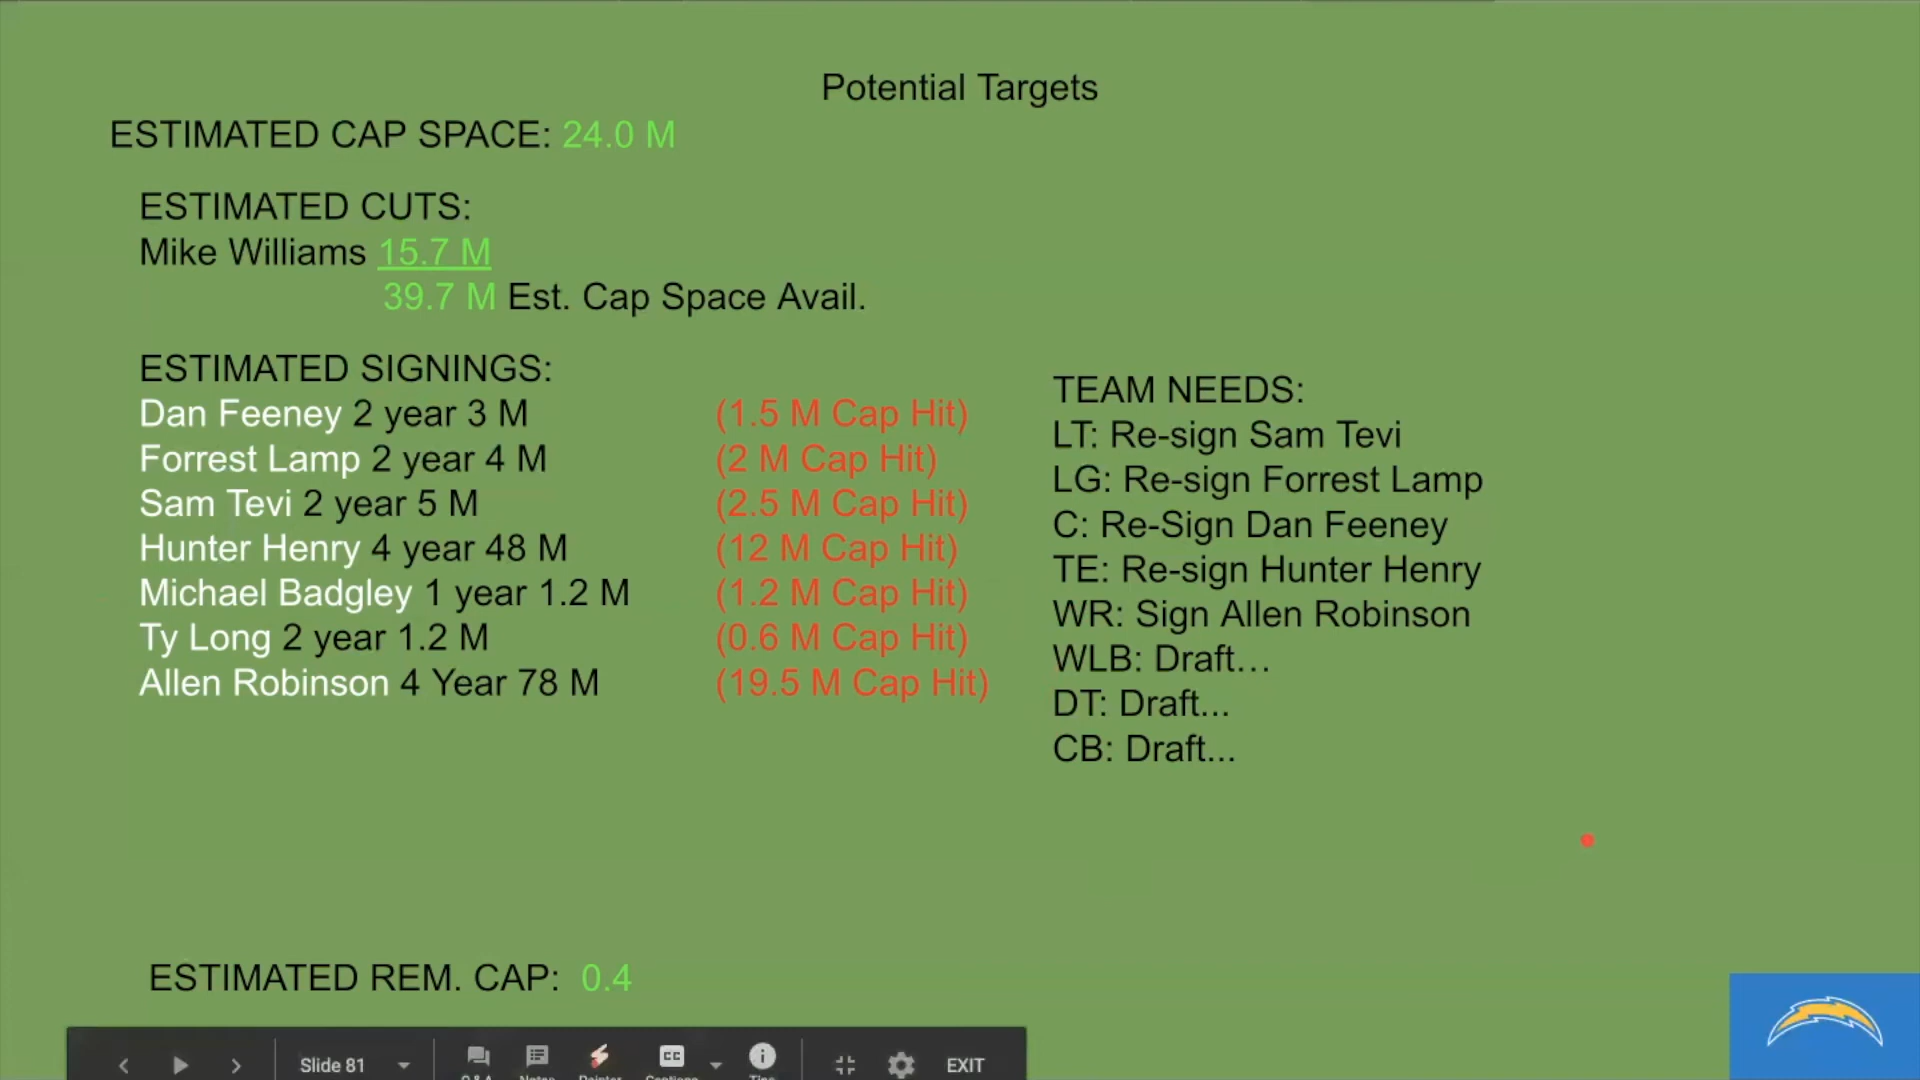 Potential Targets
ESTIMATED CAP SPACE: 24.0 M
ESTIMATED CUTS:
Mike Williams 15.7 M
39.7 M Est. Cap Space Avail.
ESTIMATED SIGNINGS:
Dan Feeney 2 year 3 M (1.5 M Cap Hit)
Forrest Lamp 2 year 4 M (2 M Cap Hit)
Sam Tevi 2 year 5 M (2.5 M Cap Hit)
Hunter Henry 4 year 48 M (12 M Cap Hit)
Michael Badgley 1 year 1.2 M (1.2 M Cap Hit)
Ty Long 2 year 1.2 M (0.6 M Cap Hit)
Allen Robinson 4 Year 78 M (19.5 M Cap Hit)
TEAM NEEDS:
LT: Re-sign Sam Tevi
LG: Re-sign Forrest Lamp
C: Re-Sign Dan Feeney
TE: Re-sign Hunter Henry
WR: Sign Allen Robinson
WLB: Draft…
DT: Draft...
CB: Draft...
ESTIMATED REM. CAP: 0.4
Slide 81
CC
EXIT